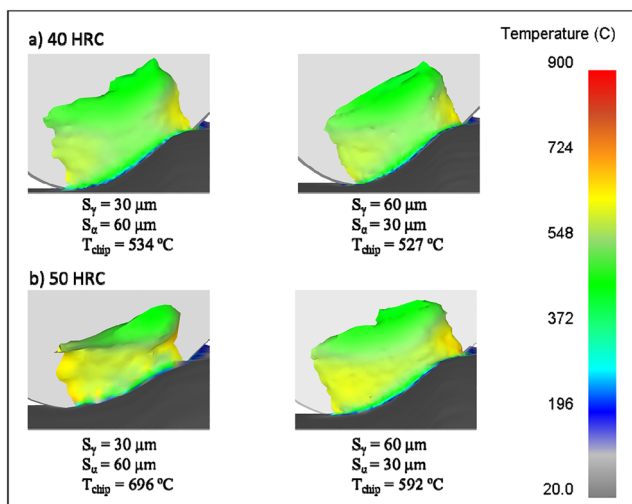 Temperature (C)
a) 40 HRC
900
724
548
372
196
20.0
Sγ = 30 μm
Sα = 60 μm
Tchip = 534 ºC
Sγ = 60 μm
Sα = 30 μm
Tchip = 527 ºC
b) 50 HRC
Sγ = 30 μm
Sα = 60 μm
Tchip = 696 ºC
Sγ = 60 μm
Sα = 30 μm
Tchip = 592 ºC